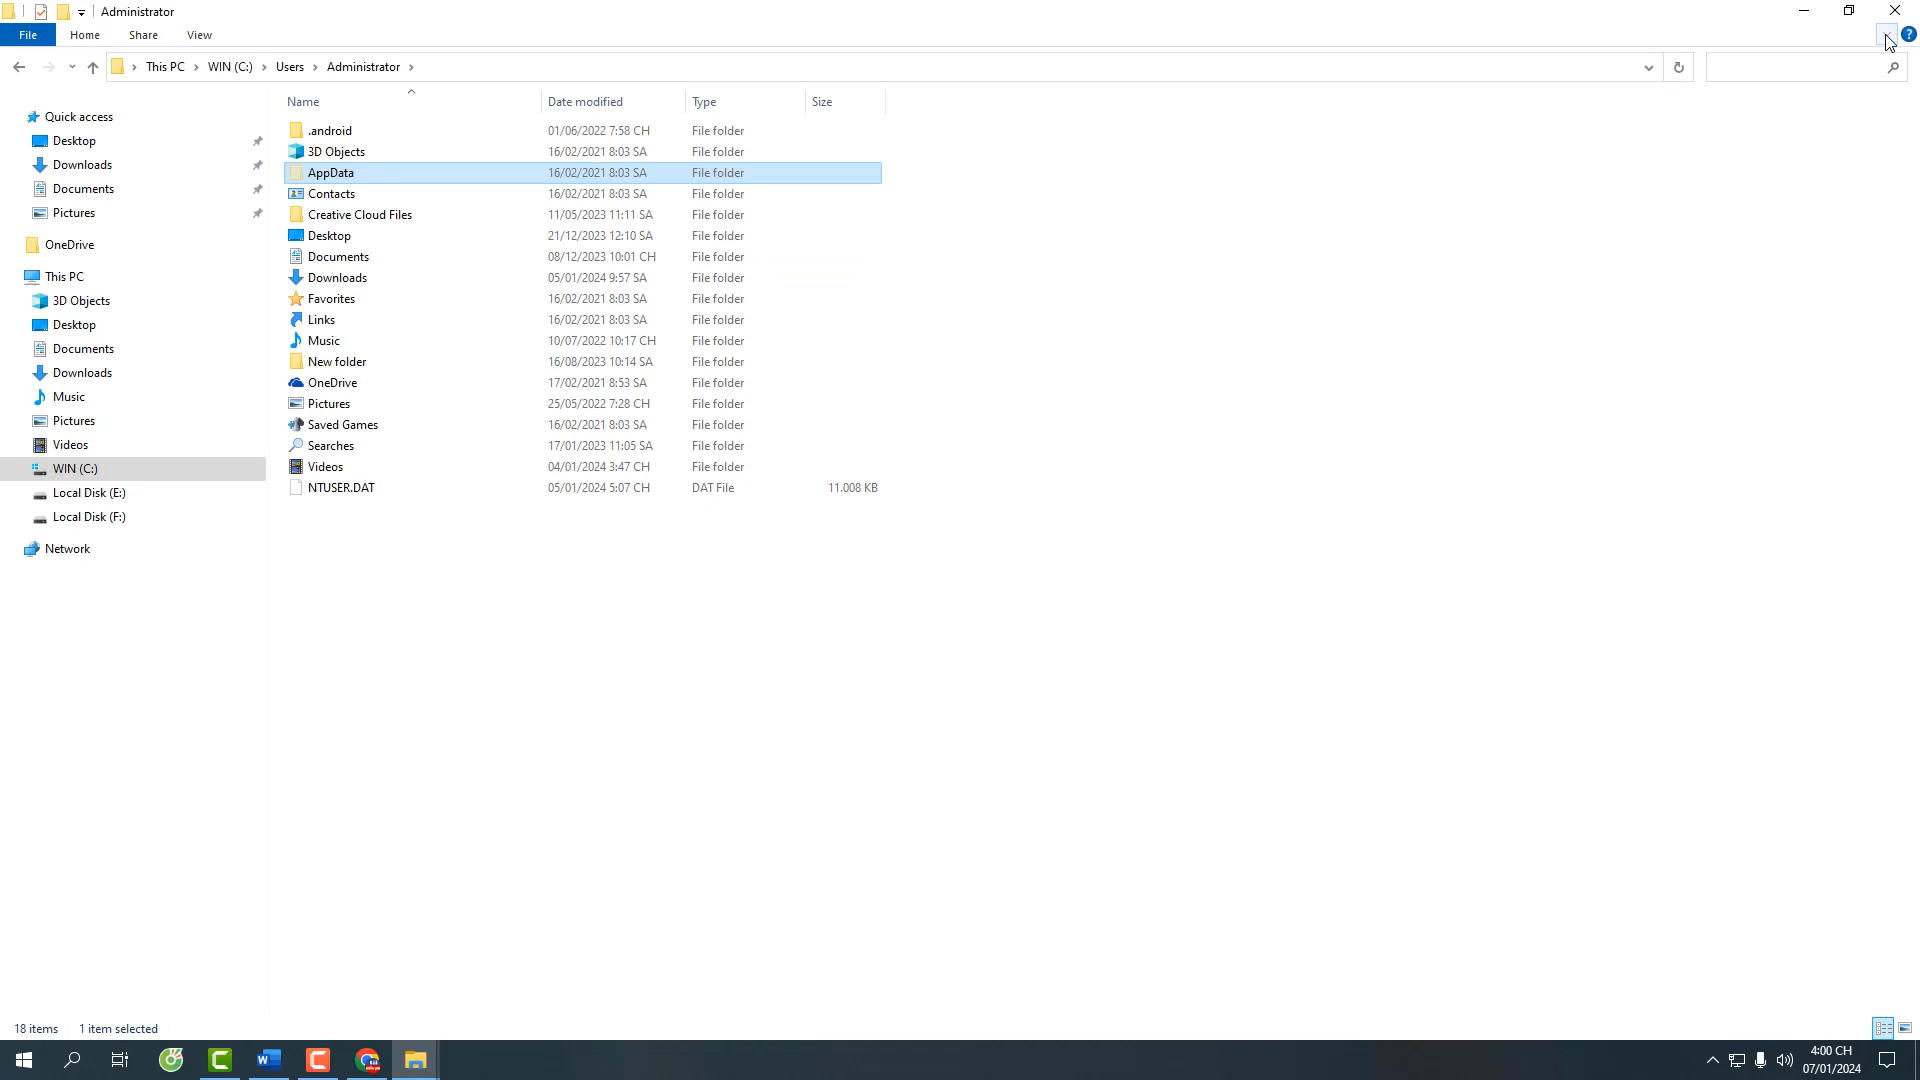 Administrator
File Home Share View
This PC WIN (C:) Users Administrator
Name Date modified Type Size
Quick access
Desktop
Downloads
Documents
Pictures
OneDrive
This PC
3D Objects
Desktop
Documents
Downloads
Music
Pictures
Videos
WIN (C:)
Local Disk (E:)
Local Disk (F:)
Network
.android 01/06/2022 7:58 CH File folder
3D Objects 16/02/2021 8:03 SA File folder
AppData 16/02/2021 8:03 SA File folder
Contacts 16/02/2021 8:03 SA File folder
Creative Cloud Files 11/05/2023 11:11 SA File folder
Desktop 21/12/2023 12:10 SA File folder
Documents 08/12/2023 10:01 CH File folder
Downloads 05/01/2024 9:57 SA File folder
Favorites 16/02/2021 8:03 SA File folder
Links 16/02/2021 8:03 SA File folder
Music 10/07/2022 10:17 CH File folder
New folder 16/08/2023 10:14 SA File folder
OneDrive 17/02/2021 8:53 SA File folder
Pictures 25/05/2022 7:28 CH File folder
Saved Games 16/02/2021 8:03 SA File folder
Searches 17/01/2023 11:05 SA File folder
Videos 04/01/2024 3:47 CH File folder
NTUSER.DAT 05/01/2024 5:07 CH DAT File 11.008 KB
18 items 1 item selected
4:00 CH
07/01/2024